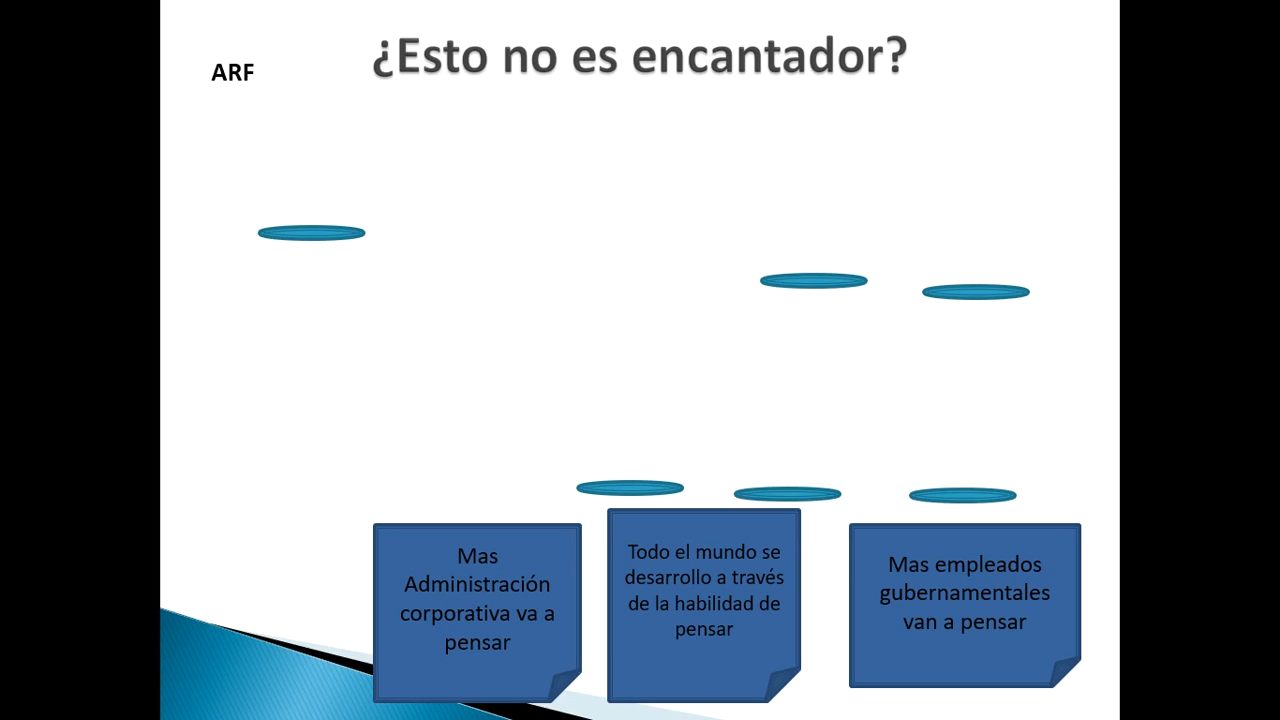 ¿Esto no es encantador?
ARF
Mas
Administración
corporativa va a
pensar
Todo el mundo se
desarrollo a través
de la habilidad de
pensar
Mas empleados
gubernamentales
van a pensar